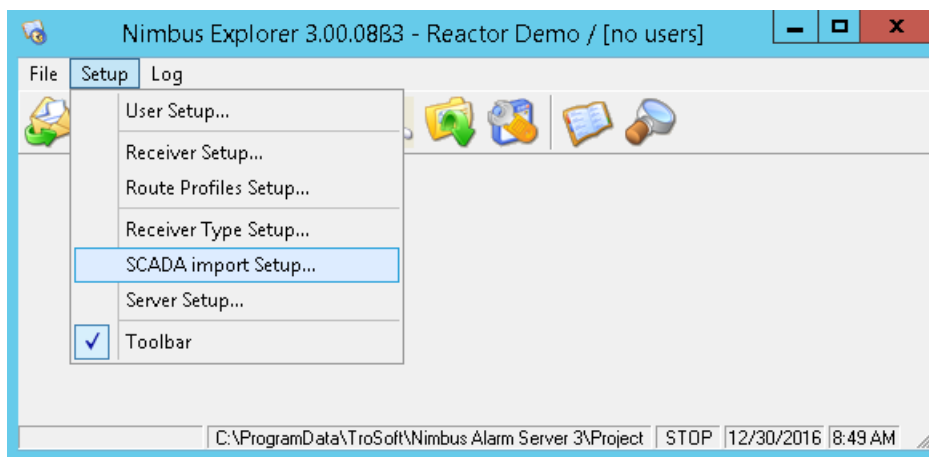 Nimbus Explorer 3.00.08ß3 - Reactor Demo / [no users]
File Setup Log
User Setup...
Receiver Setup...
Route Profiles Setup...
Receiver Type Setup...
SCADA import Setup...
Server Setup...
Toolbar
C:\ProgramData\TroSoft\Nimbus Alarm Server 3\Project STOP 12/30/2016 8:49 AM